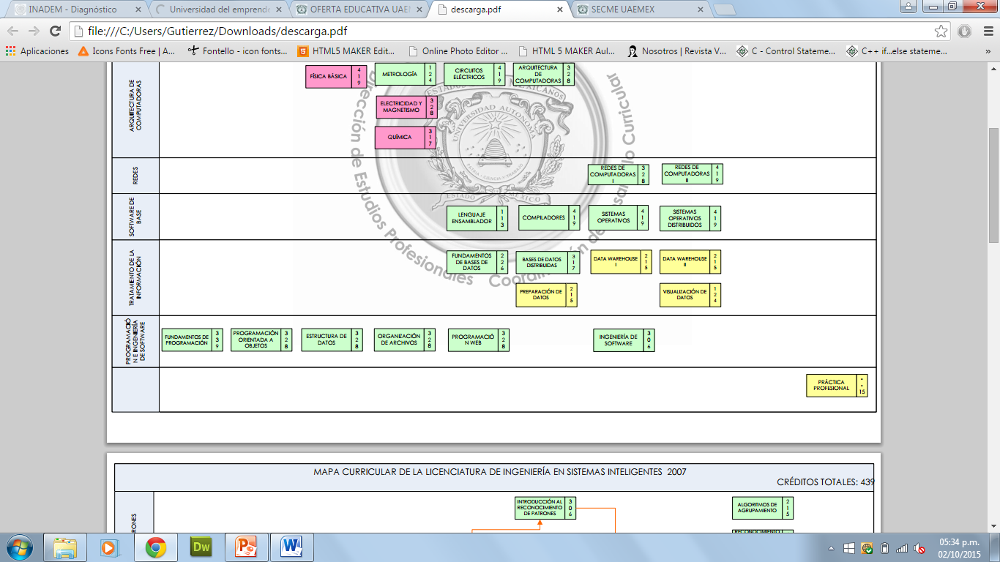 INADEM - Diagnóstico
Universidad del emprende
OFERTA EDUCATIVA UAEM
descarga.pdf
SECME UAEMEX
file:///C:/Users/Gutierrez/Downloads/descarga.pdf
Aplicaciones
Icons Fonts Free | A...
Fontello - icon fonts...
HTML5 MAKER Edit...
Online Photo Editor ...
HTML 5 MAKER Aul...
Nosotros | Revista V...
C - Control Stateme...
C++ if...else stateme...
»
ARQUITECTURA DE
COMPUTADORAS
FÍSICA BÁSICA
4
1
9
METROLOGÍA
1
2
4
CIRCUITOS
ELÉCTRICOS
4
1
9
ARQUITECTURA
DE
COMPUTADORAS
3
2
8
ELECTRICIDAD Y
MAGNETISMO
3
2
8
QUÍMICA
3
1
7
Dirección de Estudios Profesionales
UNIVERSIDAD AUTÓNOMA
PATRIA, CIENCIA Y TRABAJO
ESTADO DE MÉXICO
REDES
REDES DE
COMPUTADORAS
I
3
2
8
REDES DE
COMPUTADORAS
II
4
1
9
SOFTWARE DE
BASE
LENGUAJE
ENSAMBLADOR
1
1
3
COMPILADORES
4
1
9
SISTEMAS
OPERATIVOS
4
1
9
SISTEMAS
OPERATIVOS
DISTRIBUIDOS
4
1
9
TRATAMIENTO DE LA
INFORMACIÓN
FUNDAMENTOS
DE BASES DE
DATOS
2
2
6
BASES DE DATOS
DISTRIBUIDAS
3
1
7
DATA WAREHOUSE
I
2
1
5
DATA WAREHOUSE
II
2
1
5
PREPARACIÓN DE
DATOS
2
1
5
VISUALIZACIÓN DE
DATOS
1
2
4
PROGRAMACIÓ
N E INGENIERÍA
DE SOFTWARE
FUNDAMENTOS DE
PROGRAMACIÓN
3
3
9
PROGRAMACIÓN
ORIENTADA A
OBJETOS
3
2
8
ESTRUCTURA DE
DATOS
3
2
8
ORGANIZACIÓN
DE ARCHIVOS
3
2
8
PROGRAMACIÓ
N WEB
3
2
8
INGENIERÍA DE
SOFTWARE
3
0
6
PRÁCTICA
PROFESIONAL
-
-
15
MAPA CURRICULAR DE LA LICENCIATURA DE INGENIERÍA EN SISTEMAS INTELIGENTES 2007
CRÉDITOS TOTALES: 439
INTRODUCCIÓN AL
RECONOCIMIENTO
DE PATRONES
3
0
6
ALGORITMOS DE
AGRUPAMIENTO
2
1
5
05:34 p.m.
02/10/2015